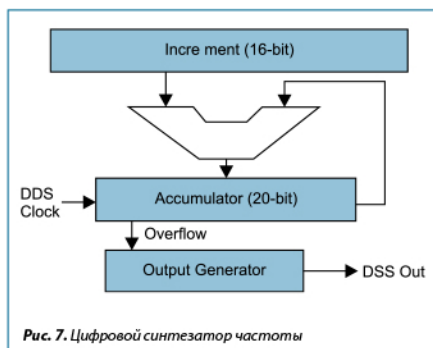 Incre ment (16-bit)
DDS
Clock
Accumulator (20-bit)
Overflow
Output Generator
DSS Out
Рис. 7. Цифровой синтезатор частоты